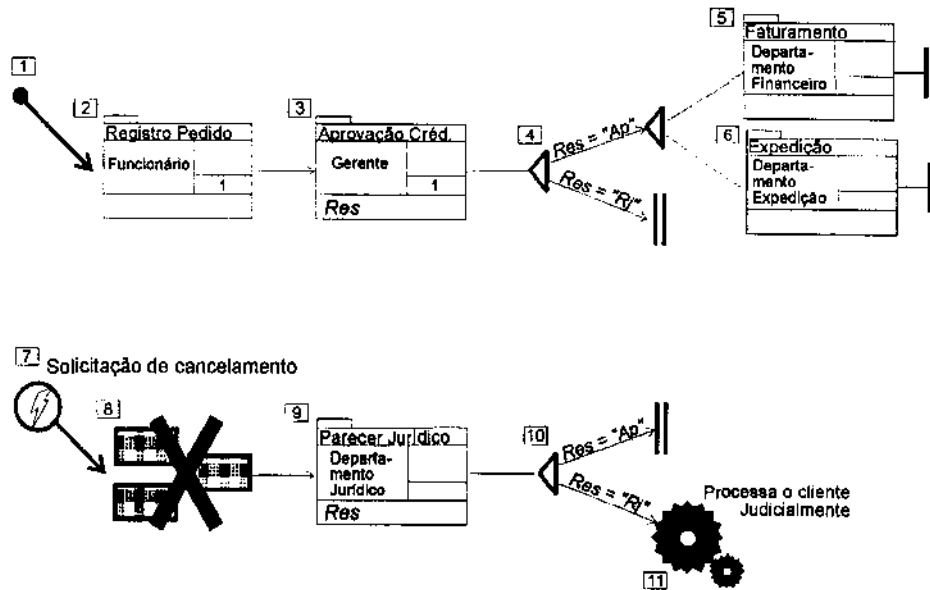 1
2
Registro Pedido
Funcionário
1
3
Aprovação Créd.
Gerente
1
Res
4
Res = "Ap"
Res = "Rj"
5
Faturamento
Departa-
mento
Financeiro
6
Expedição
Departa-
mento
Expedição
7 Solicitação de cancelamento
8
9
Parecer Jurídico
Departa-
mento
Jurídico
Res
10
Res = "Ap"
Res = "Rj"
Processa o cliente
Judicialmente
11